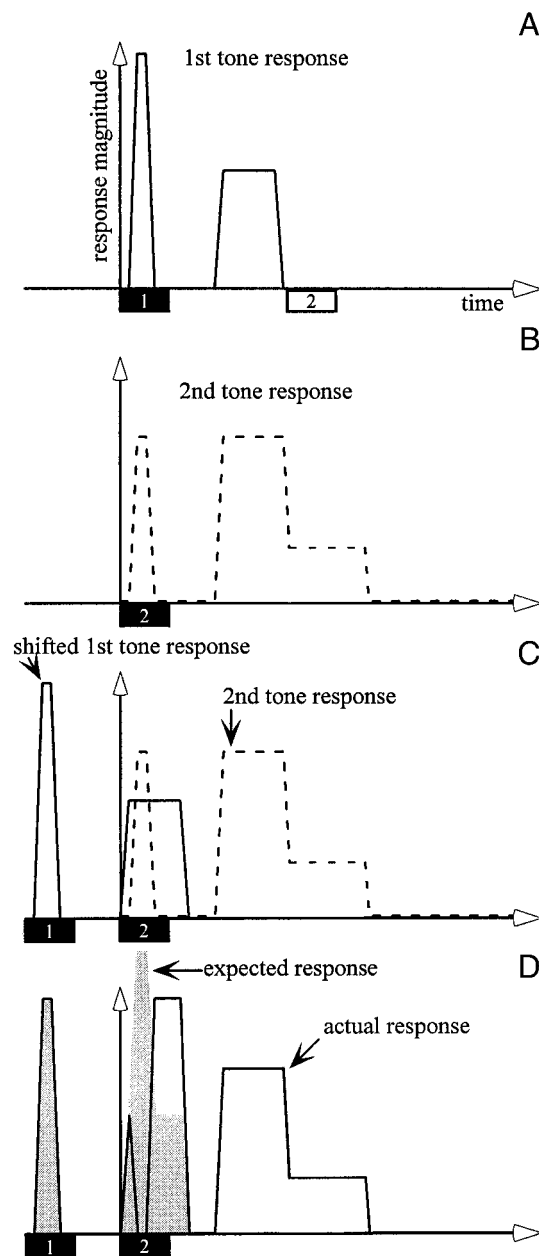 A
1st tone response
response magnitude
1
2
time
B
2nd tone response
2
shifted 1st tone response
C
2nd tone response
1
2
expected response
D
actual response
1
2